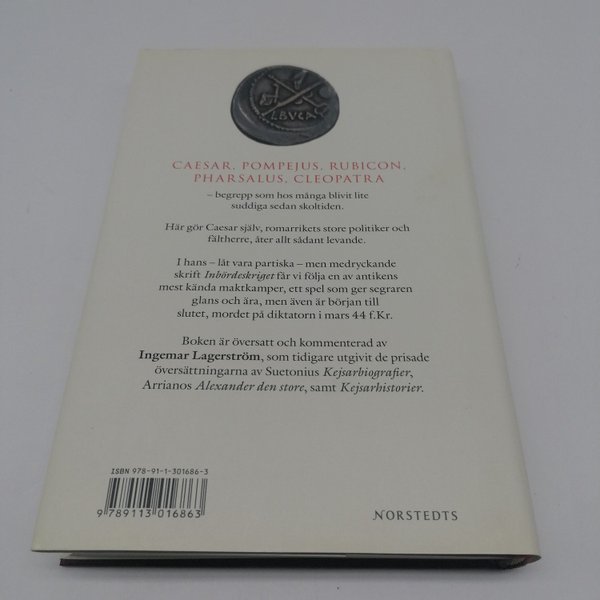 L·BVCA
CAESAR, POMPEJUS, RUBICON,
PHARSALUS, CLEOPATRA
– begrepp som hos många blivit lite
suddiga sedan skoltiden.
Här gör Caesar själv, romarrikets store politiker och
fältherre, åter allt sådant levande.
I hans – låt vara partiska – men medryckande
skrift Inbördeskriget får vi följa en av antikens
mest kända maktkamper, ett spel som ger segraren
glans och ära, men även är början till
slutet, mordet på diktatorn i mars 44 f.Kr.
Boken är översatt och kommenterad av
Ingemar Lagerström, som tidigare utgivit de prisade
översättningarna av Suetonius Kejsarbiografier,
Arrianos Alexander den store, samt Kejsarhistorier.
ISBN 978-91-1-301686-3
9 789113 016863
NORSTEDTS